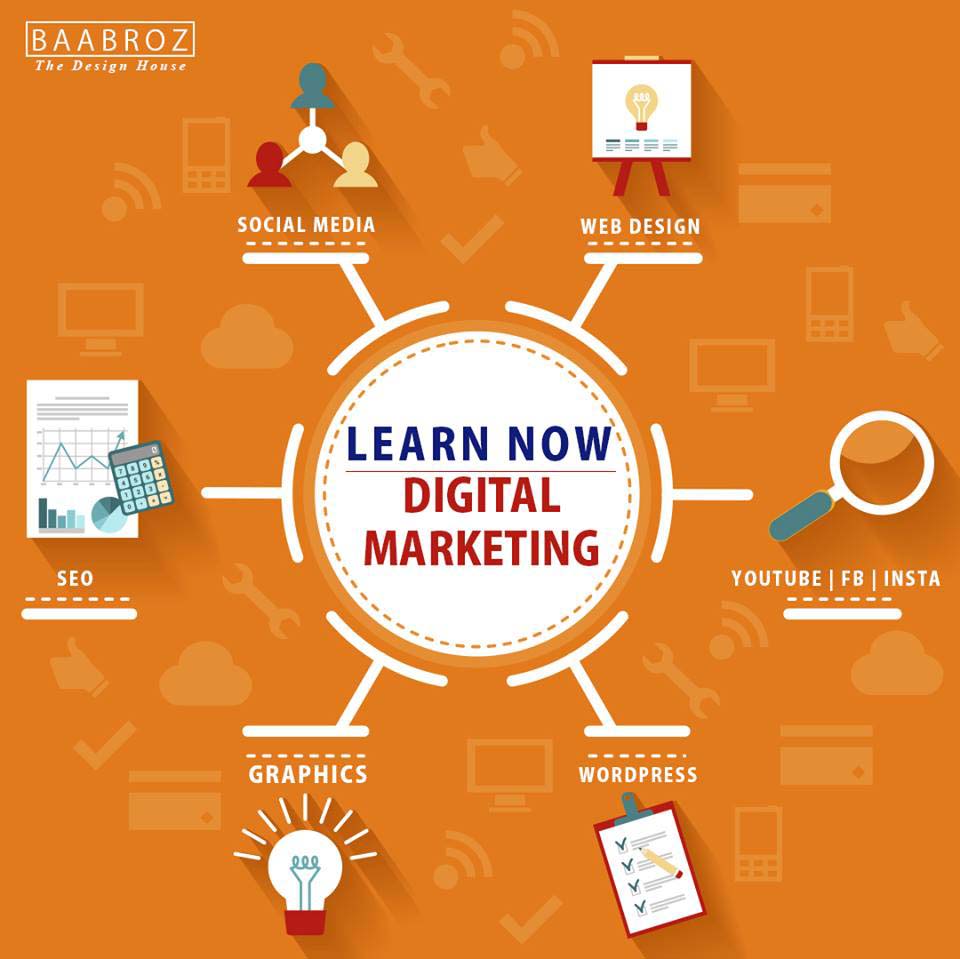 BAABROZ
The Design House
SOCIAL MEDIA
WEB DESIGN
LEARN NOW
DIGITAL
MARKETING
SEO
YOUTUBE | FB | INSTA
GRAPHICS
WORDPRESS